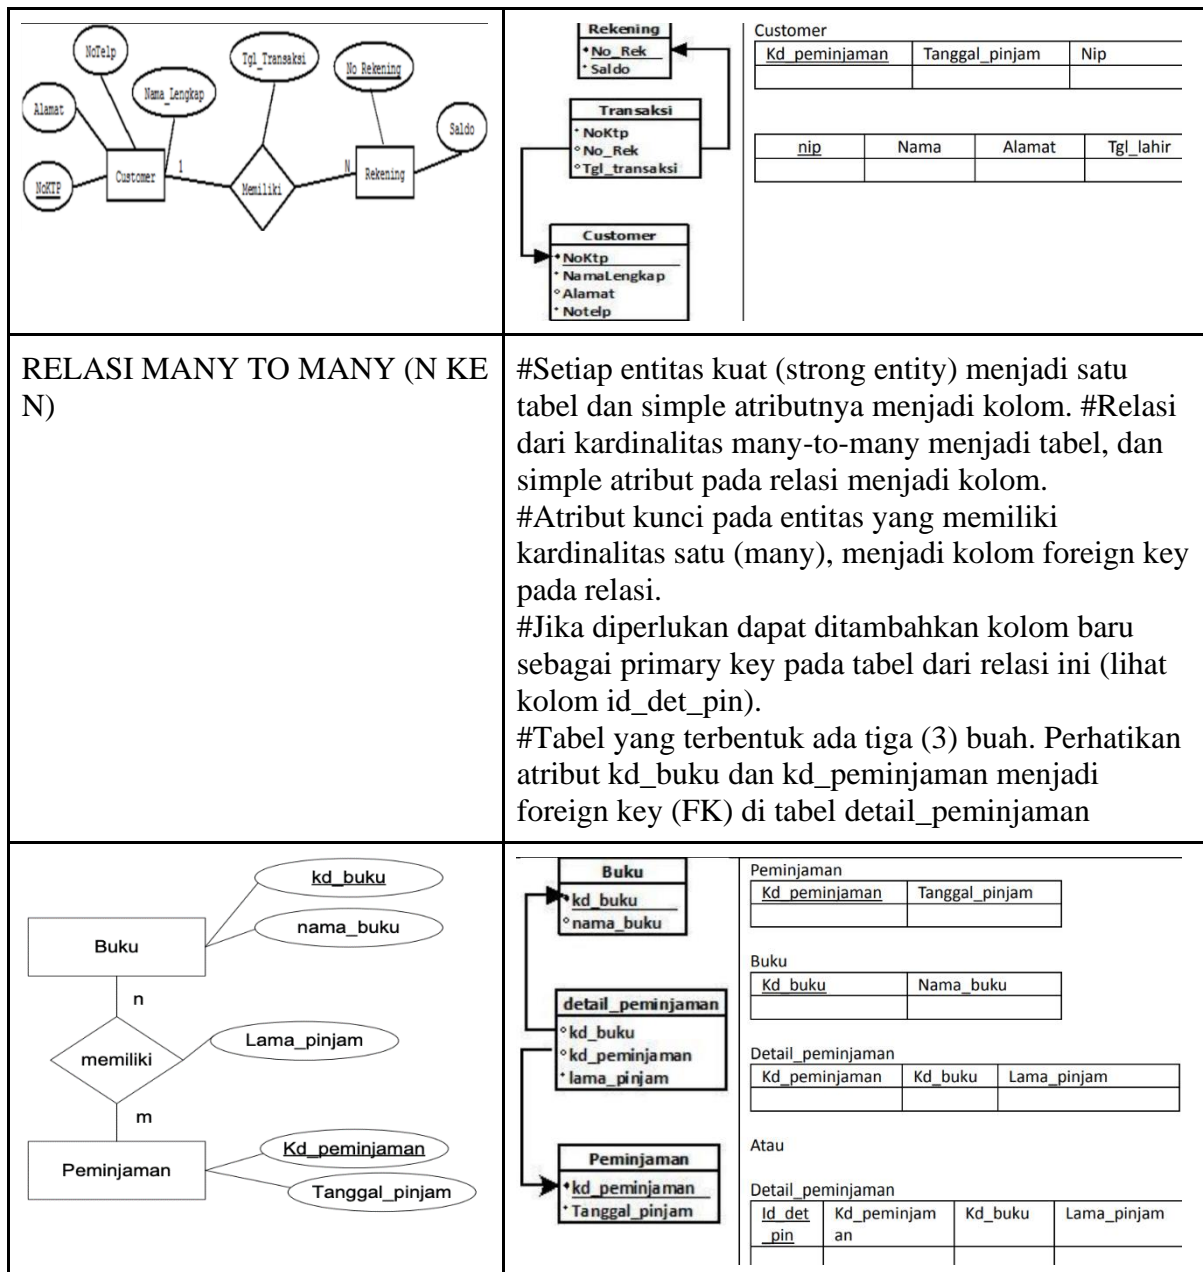 NoTelp
Tgl_Transaksi
No Rekening
Nama_Lengkap
Alamat
Saldo
NoKTP
Customer
1
Memiliki
N
Rekening
Rekening
No_Rek
Saldo
Transaksi
NoKtp
No_Rek
Tgl_transaksi
Customer
NoKtp
NamaLengkap
Alamat
Notelp
Customer
Kd_peminjaman Tanggal_pinjam Nip
nip Nama Alamat Tgl_lahir
RELASI MANY TO MANY (N KE
N)
#Setiap entitas kuat (strong entity) menjadi satu
tabel dan simple atributnya menjadi kolom. #Relasi
dari kardinalitas many-to-many menjadi tabel, dan
simple atribut pada relasi menjadi kolom.
#Atribut kunci pada entitas yang memiliki
kardinalitas satu (many), menjadi kolom foreign key
pada relasi.
#Jika diperlukan dapat ditambahkan kolom baru
sebagai primary key pada tabel dari relasi ini (lihat
kolom id_det_pin).
#Tabel yang terbentuk ada tiga (3) buah. Perhatikan
atribut kd_buku dan kd_peminjaman menjadi
foreign key (FK) di tabel detail_peminjaman
kd_buku
nama_buku
Buku
n
Lama_pinjam
memiliki
m
Kd_peminjaman
Peminjaman
Tanggal_pinjam
Buku
kd_buku
nama_buku
detail_peminjaman
kd_buku
kd_peminjaman
lama_pinjam
Peminjaman
kd_peminjaman
Tanggal_pinjam
Peminjaman
Kd_peminjaman Tanggal_pinjam
Buku
Kd_buku Nama_buku
Detail_peminjaman
Kd_peminjaman Kd_buku Lama_pinjam
Atau
Detail_peminjaman
Id_det Kd_peminjam Kd_buku Lama_pinjam
_pin an